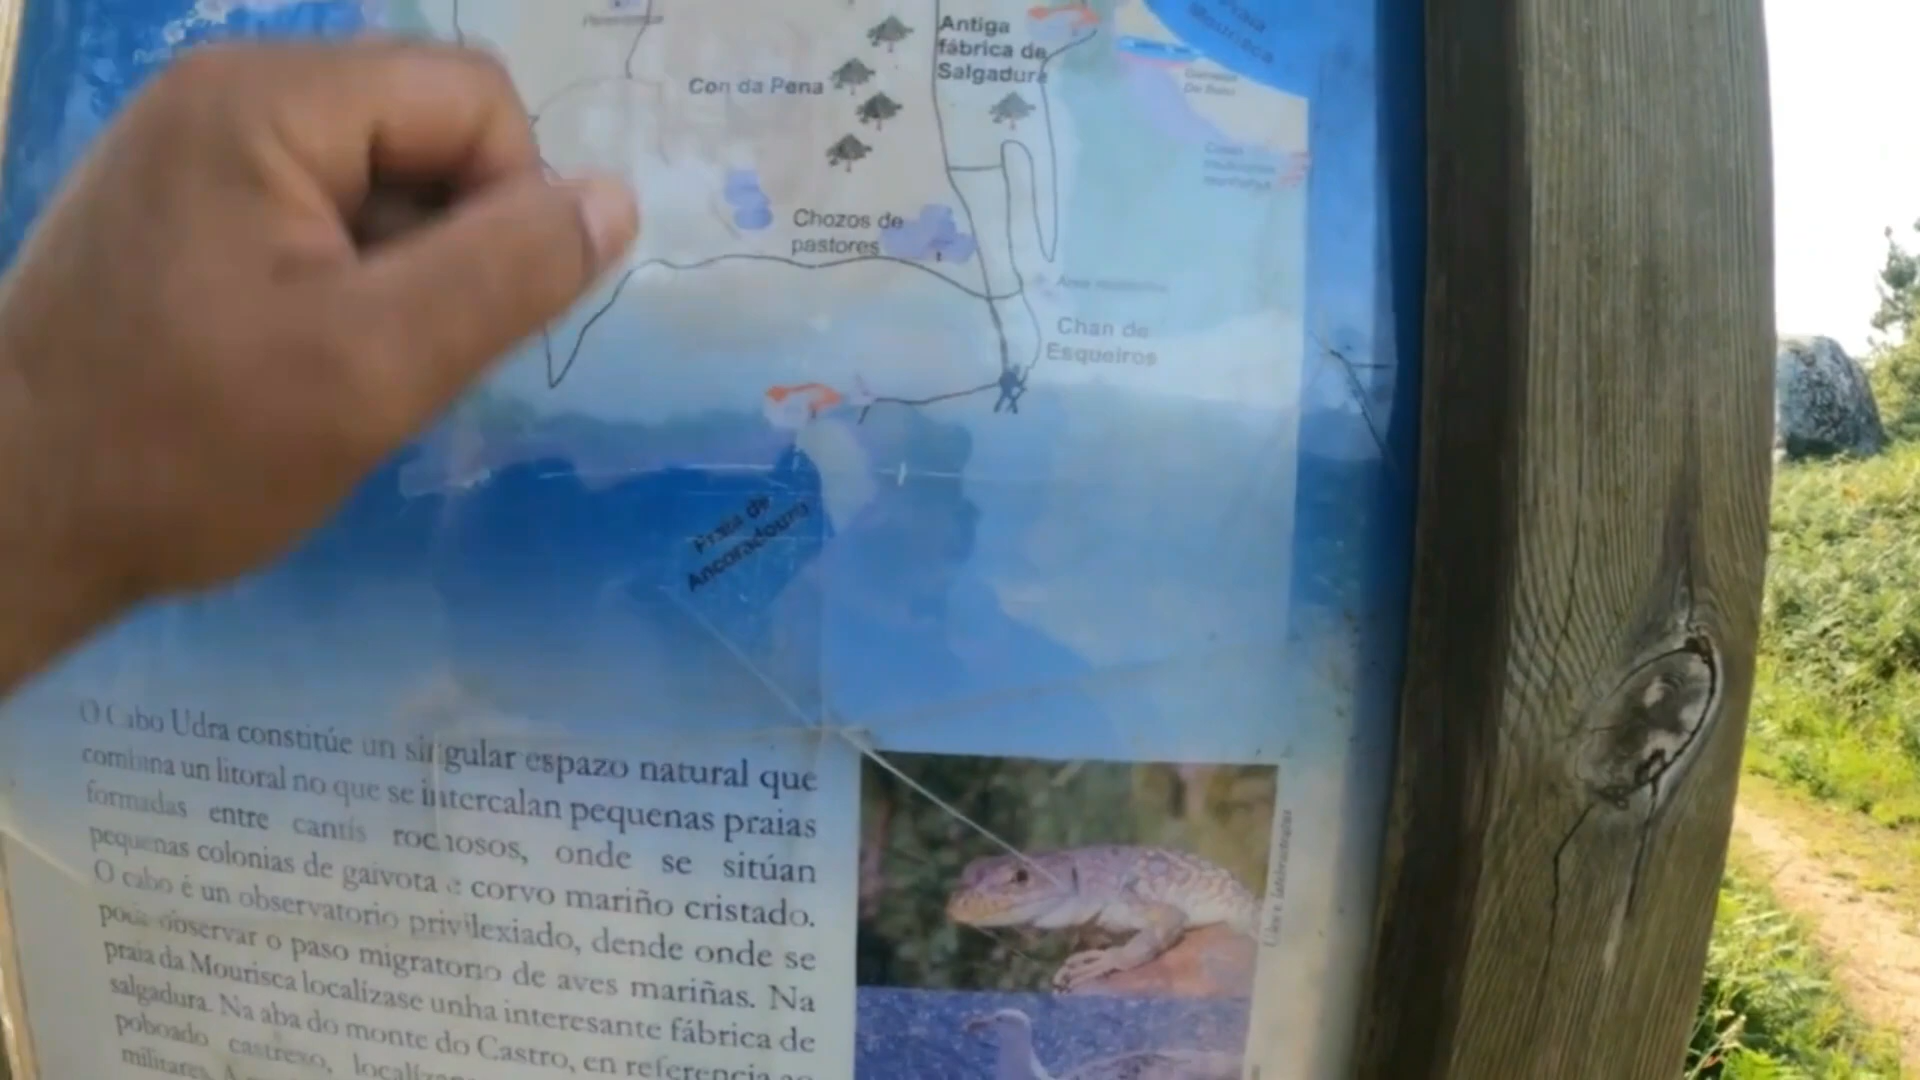 Antiga
fábrica de
Salgadura
Praia
Mourisca
Con da Pena
Chozos de
pastores
Chan de
Esqueiros
Praia de
Ancoradouro
O Cabo Udra constitúe un singular espazo natural que
combina un litoral no que se intercalan pequenas praias
formadas entre cantís rochosos, onde se sitúan
pequenas colonias de gaivota e corvo mariño cristado.
O cabo é un observatorio privilexiado, dende onde se
pode observar o paso migratorio de aves mariñas. Na
praia da Mourisca localízase unha interesante fábrica de
salgadura. Na aba do monte do Castro, en referencia ao
poboado castrexo,
militares. A